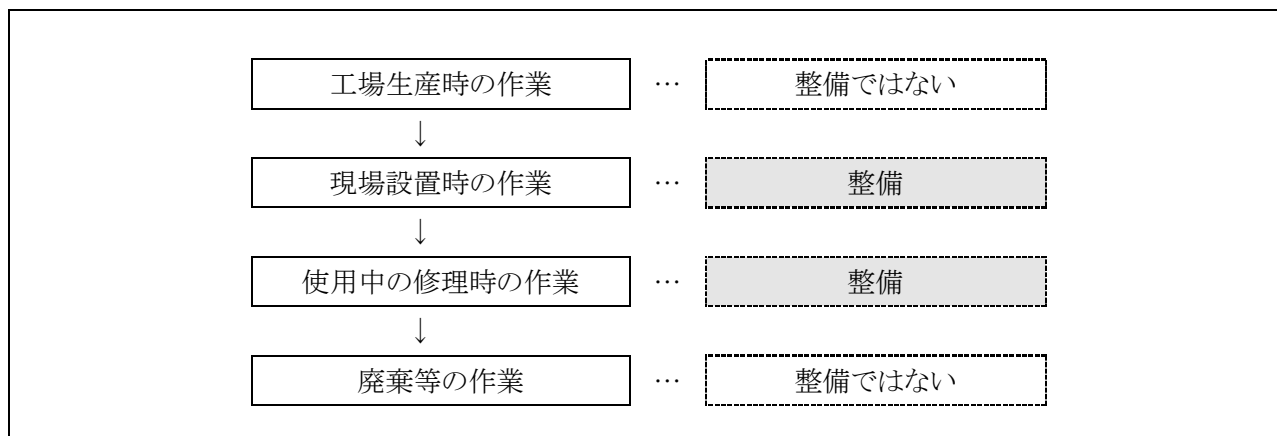 工場生産時の作業 … 整備ではない
↓
現場設置時の作業 … 整備
↓
使用中の修理時の作業 … 整備
↓
廃棄等の作業 … 整備ではない